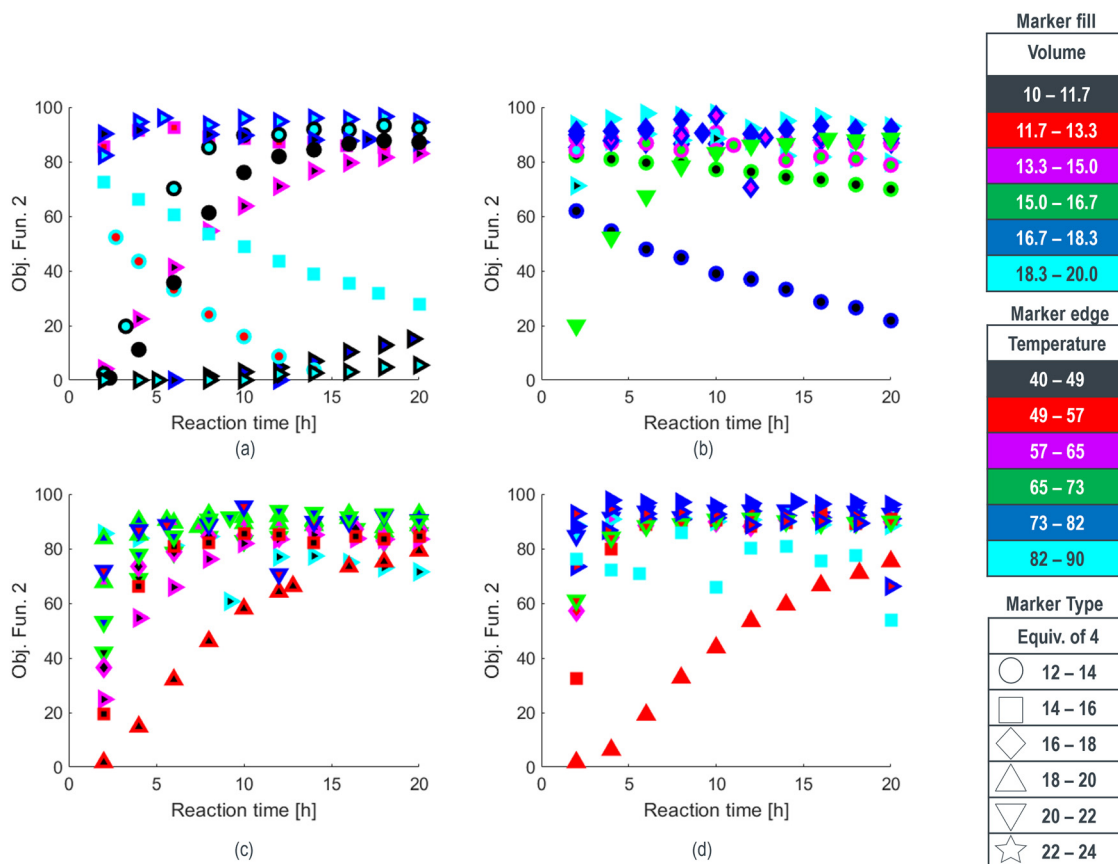 100
80
60
40
20
0
Obj. Fun. 2
0
5
10
15
20
Reaction time [h]
(a)
100
80
60
40
20
0
Obj. Fun. 2
0
5
10
15
20
Reaction time [h]
(b)
100
80
60
40
20
0
Obj. Fun. 2
0
5
10
15
20
Reaction time [h]
(c)
100
80
60
40
20
0
Obj. Fun. 2
0
5
10
15
20
Reaction time [h]
(d)
Marker fill
Volume
10 – 11.7
11.7 – 13.3
13.3 – 15.0
15.0 – 16.7
16.7 – 18.3
18.3 – 20.0
Marker edge
Temperature
40 – 49
49 – 57
57 – 65
65 – 73
73 – 82
82 – 90
Marker Type
Equiv. of 4
12 – 14
14 – 16
16 – 18
18 – 20
20 – 22
22 – 24